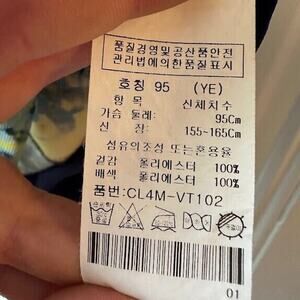 품질경영및공산품안전
관리법에의한품질표시
호칭 95 (YE)
항목 신체치수
가슴 둘레: 95Cm
신 장: 155~165Cm
섬유의조성 또는혼용율
겉감 폴리에스터 100%
배색 폴리에스터 100%
품번: CL4M-VT102
01